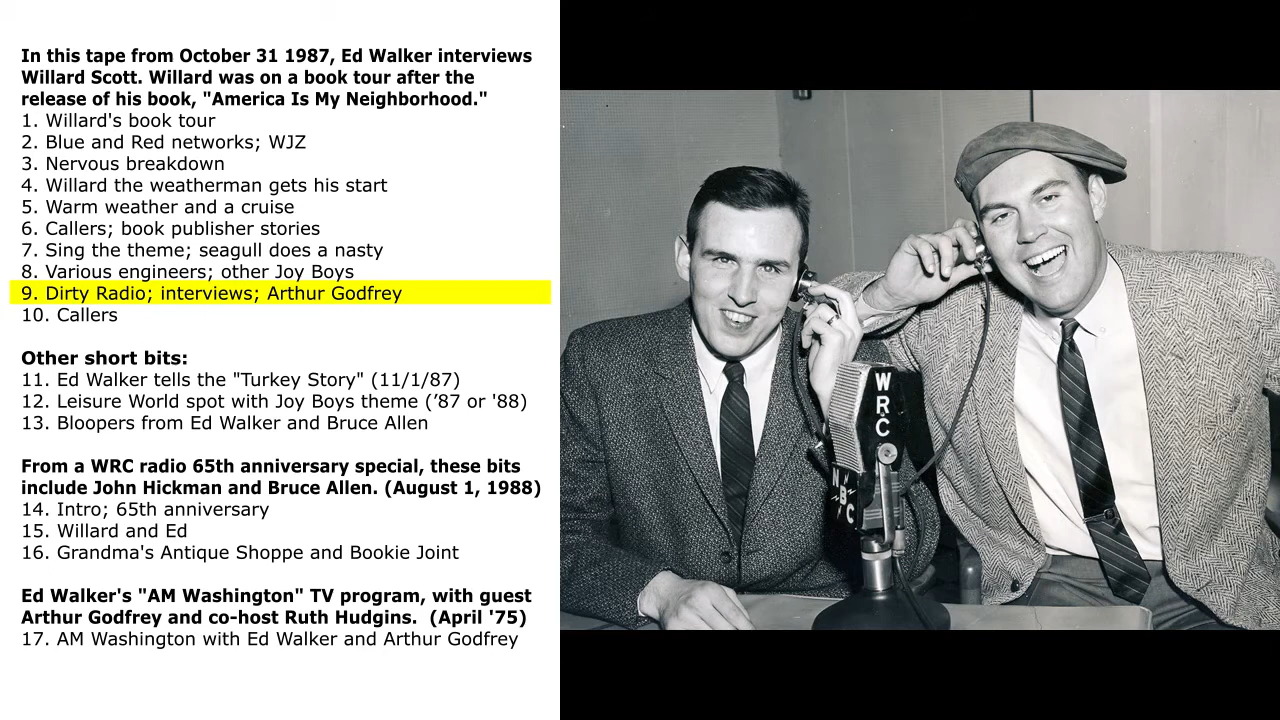 In this tape from October 31 1987, Ed Walker interviews
Willard Scott. Willard was on a book tour after the
release of his book, "America Is My Neighborhood."
1. Willard's book tour
2. Blue and Red networks; WJZ
3. Nervous breakdown
4. Willard the weatherman gets his start
5. Warm weather and a cruise
6. Callers; book publisher stories
7. Sing the theme; seagull does a nasty
8. Various engineers; other Joy Boys
9. Dirty Radio; interviews; Arthur Godfrey
10. Callers
Other short bits:
11. Ed Walker tells the "Turkey Story" (11/1/87)
12. Leisure World spot with Joy Boys theme (’87 or '88)
13. Bloopers from Ed Walker and Bruce Allen
From a WRC radio 65th anniversary special, these bits
include John Hickman and Bruce Allen. (August 1, 1988)
14. Intro; 65th anniversary
15. Willard and Ed
16. Grandma's Antique Shoppe and Bookie Joint
Ed Walker's "AM Washington" TV program, with guest
Arthur Godfrey and co-host Ruth Hudgins.  (April '75)
17. AM Washington with Ed Walker and Arthur Godfrey
WRC
NBC